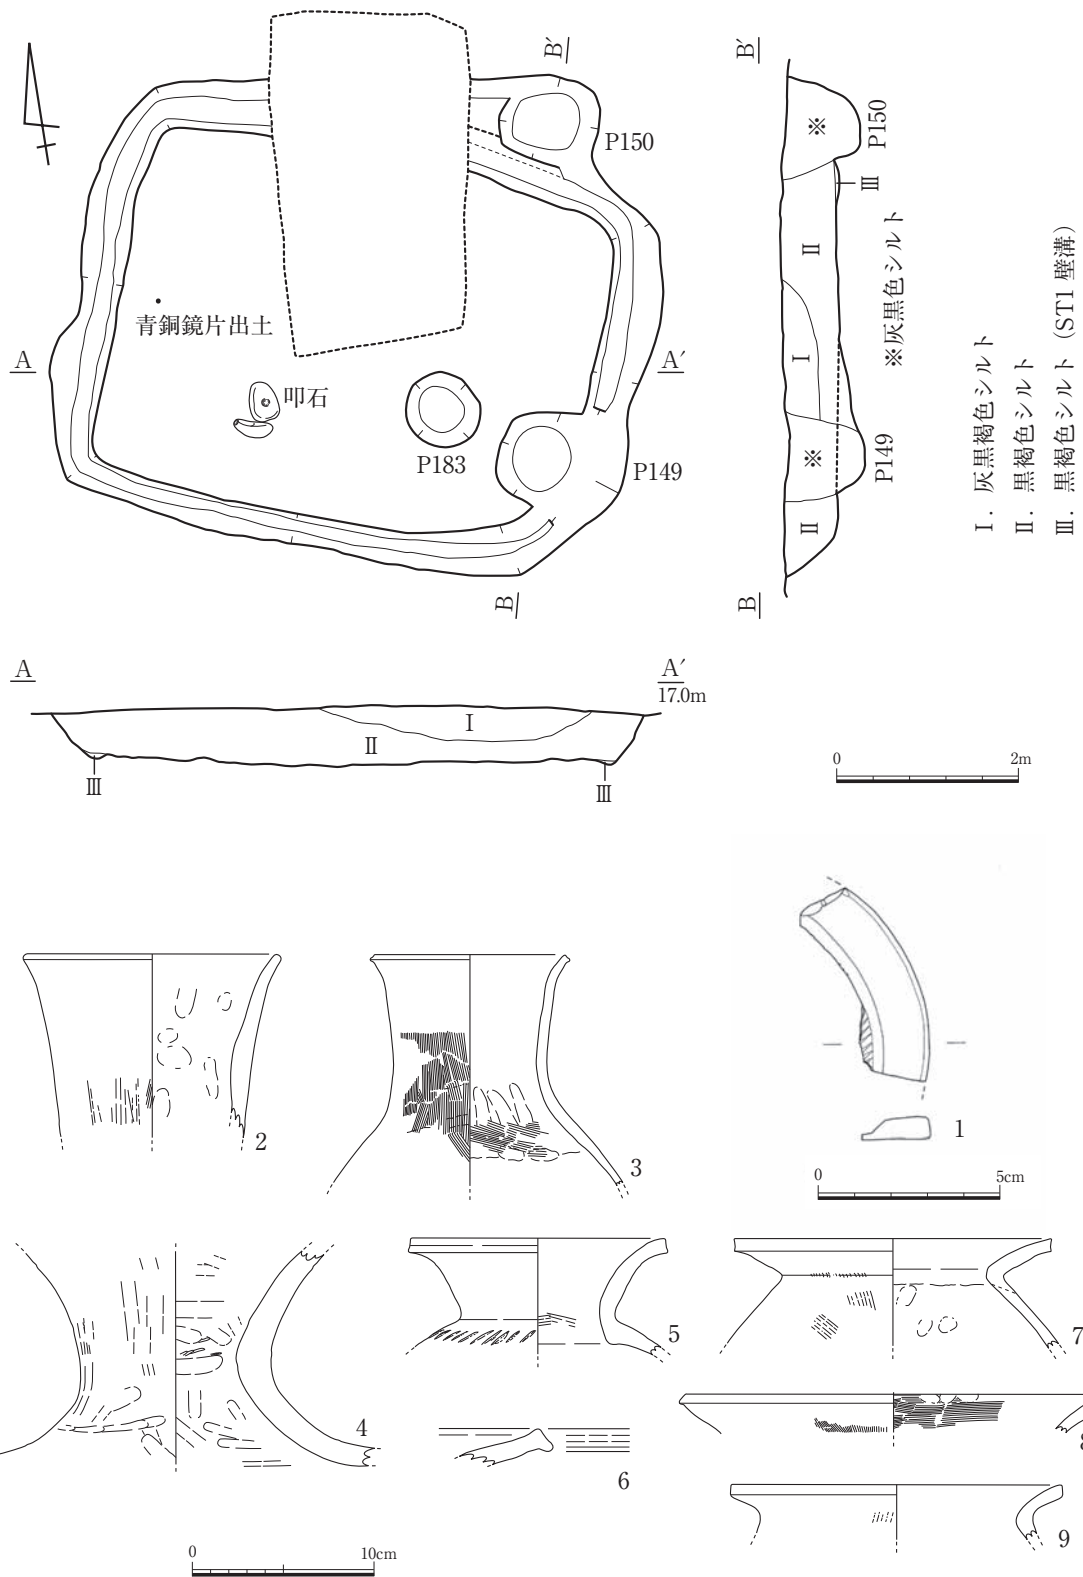 B′
P150
青銅鏡片出土
A
A′
叩石
P183
P149
B
B′
※
P150
Ⅲ
Ⅱ
※灰黒色シルト
Ⅰ
※
P149
Ⅱ
B
Ⅰ. 灰黒褐色シルト
Ⅱ. 黒褐色シルト
Ⅲ. 黒褐色シルト（ST1 壁溝）
A
A′
17.0m
Ⅰ
Ⅱ
Ⅲ
Ⅲ
0 2m
1
0 5cm
2
3
4
5
6
7
8
9
0 10cm